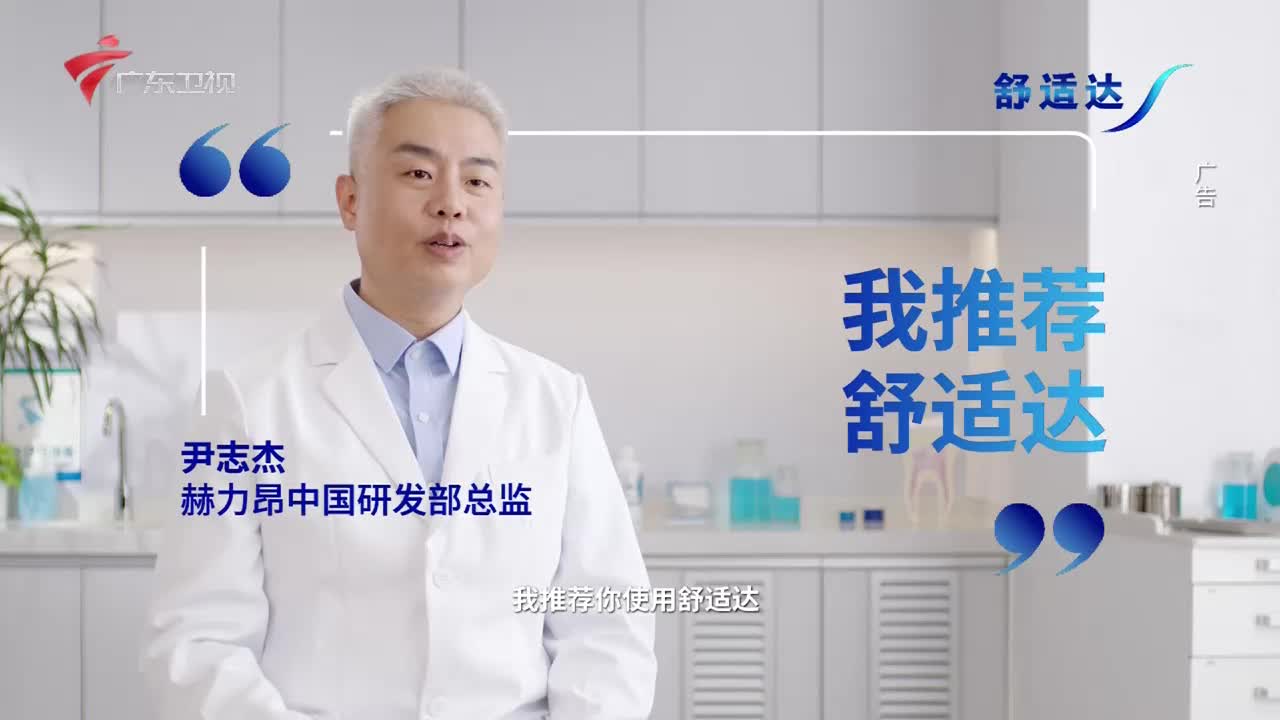 广东卫视
舒适达
广告
我推荐
舒适达
尹志杰
赫力昂中国研发部总监
我推荐你使用舒适达